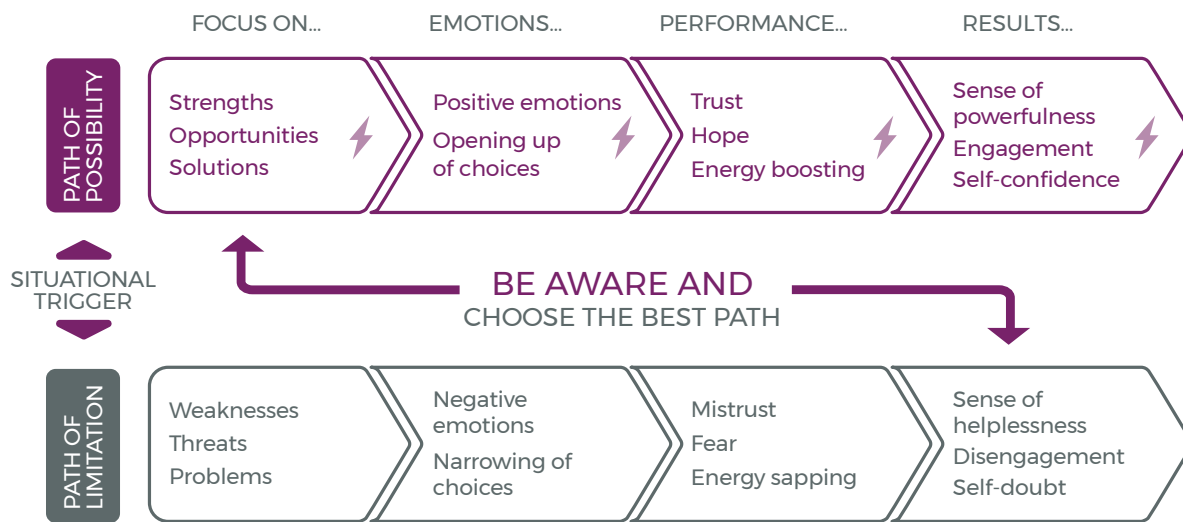 FOCUS ON...
EMOTIONS...
PERFORMANCE...
RESULTS...
PATH OF
POSSIBILITY
Strengths
Opportunities
Solutions
Positive emotions
Opening up
of choices
Trust
Hope
Energy boosting
Sense of
powerfulness
Engagement
Self-confidence
SITUATIONAL
TRIGGER
BE AWARE AND
CHOOSE THE BEST PATH
PATH OF
LIMITATION
Weaknesses
Threats
Problems
Negative
emotions
Narrowing of
choices
Mistrust
Fear
Energy sapping
Sense of
helplessness
Disengagement
Self-doubt